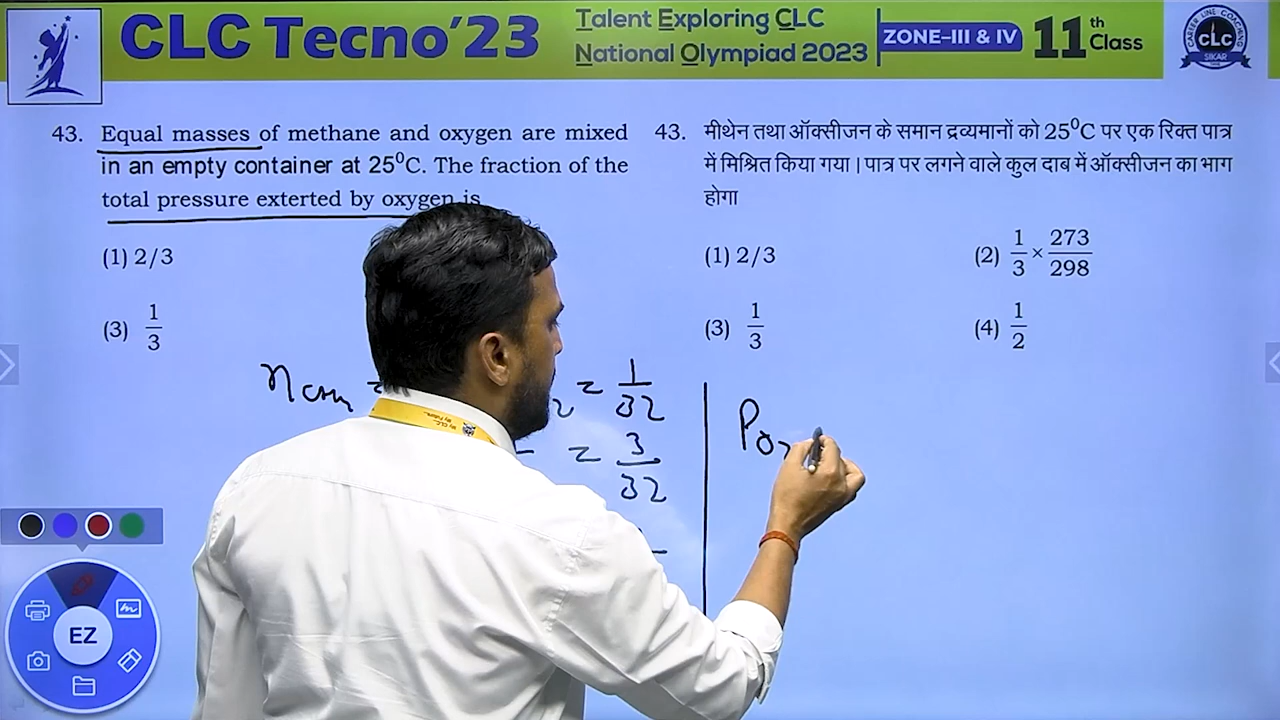 CLC Tecno'23
Talent Exploring CLC
National Olympiad 2023
ZONE–III & IV
11th Class
CAREER LINE COACHING
CLC
SIKAR
43. Equal masses of methane and oxygen are mixed
in an empty container at 25⁰C. The fraction of the
total pressure exterted by oxygen is
(1) 2/3
(3) 1/3
43. मीथेन तथा ऑक्सीजन के समान द्रव्यमानों को 25⁰C पर एक रिक्त पात्र
में मिश्रित किया गया। पात्र पर लगने वाले कुल दाब में ऑक्सीजन का भाग
होगा
(1) 2/3
(2) 1/3 × 273/298
(3) 1/3
(4) 1/2
= 1/32
= 3/32
EZ